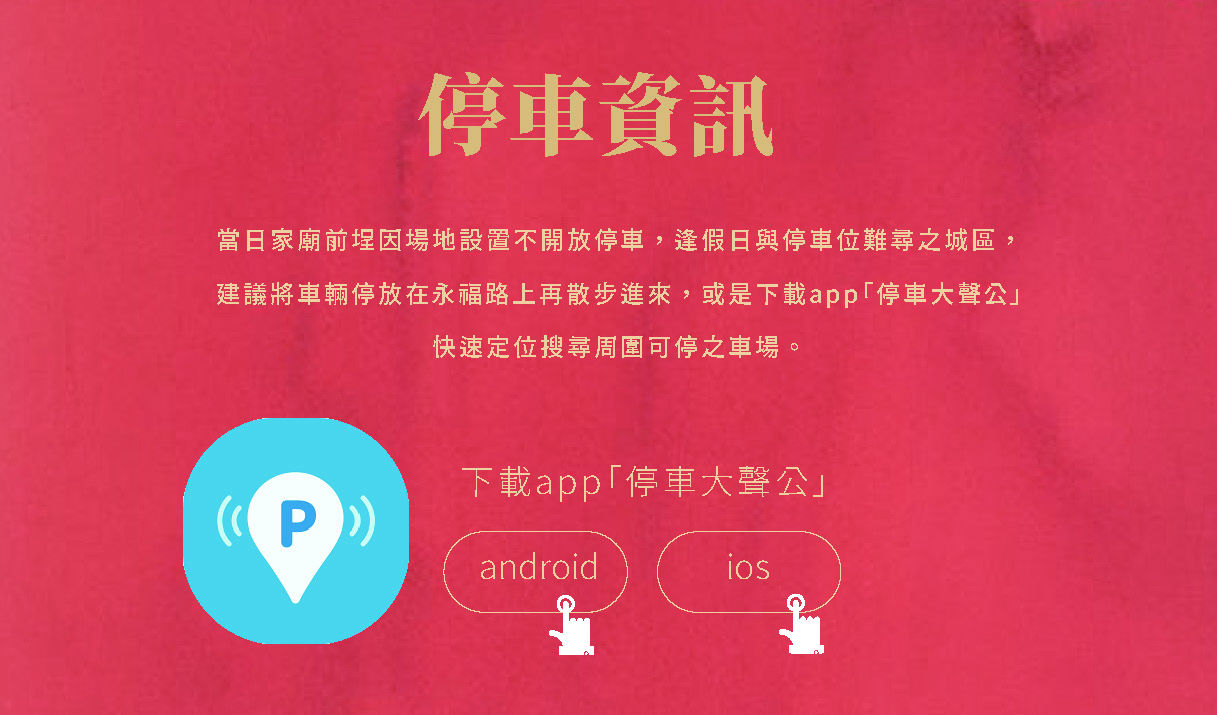 停車資訊
當日家廟前埕因場地設置不開放停車，逢假日與停車位難尋之城區，
建議將車輛停放在永福路上再散步進來，或是下載app「停車大聲公」
快速定位搜尋周圍可停之車場。
P
下載app「停車大聲公」
android ios